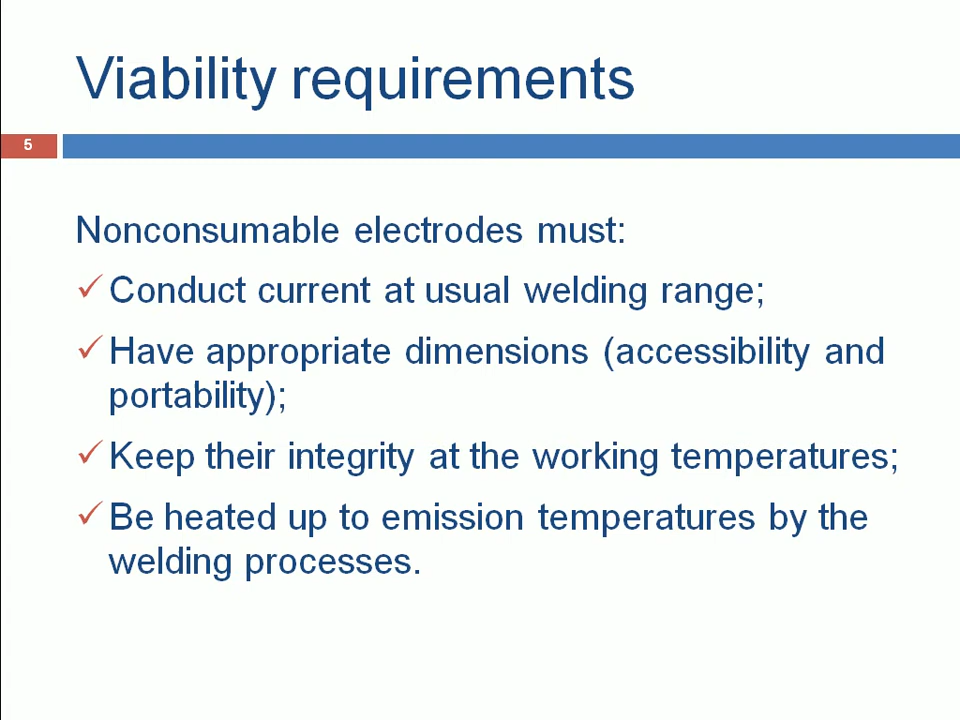 Viability requirements
5
Nonconsumable electrodes must:
✓ Conduct current at usual welding range;
✓ Have appropriate dimensions (accessibility and
portability);
✓ Keep their integrity at the working temperatures;
✓ Be heated up to emission temperatures by the
welding processes.